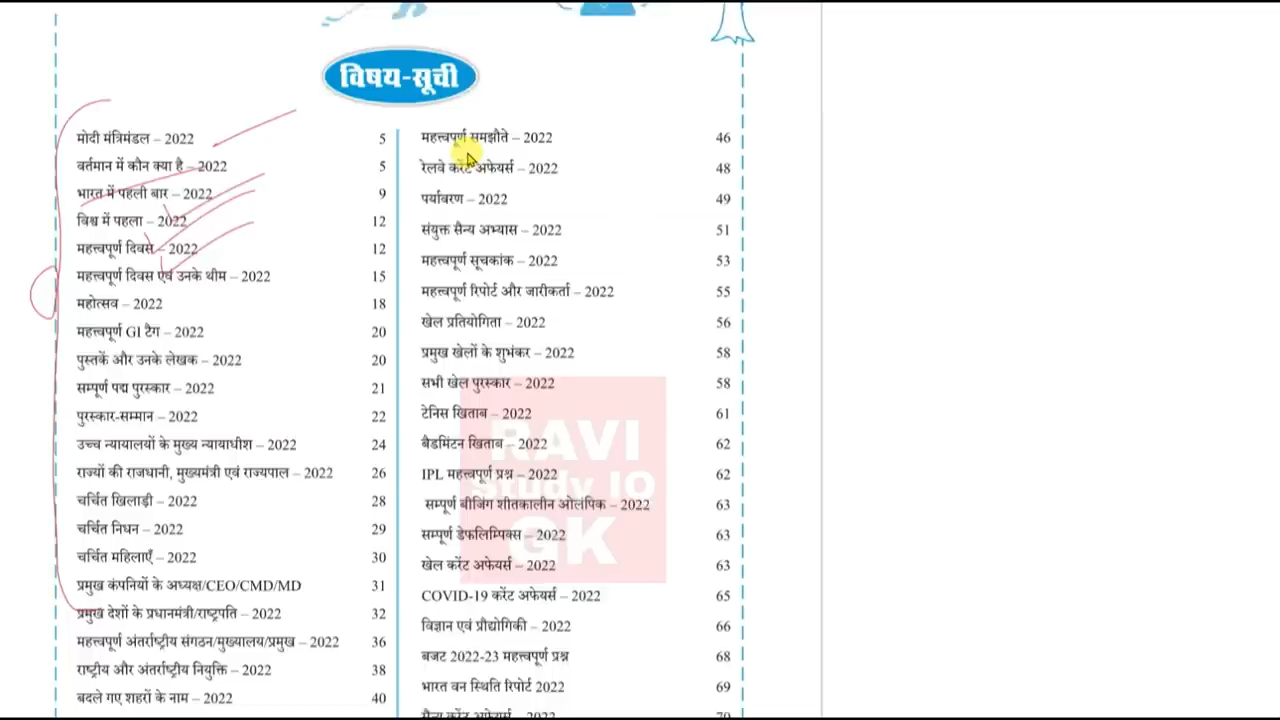 विषय-सूची
मोदी मंत्रिमंडल – 2022 5
वर्तमान में कौन क्या है – 2022 5
भारत में पहली बार – 2022 9
विश्व में पहला – 2022 12
महत्त्वपूर्ण दिवस – 2022 12
महत्त्वपूर्ण दिवस एवं उनके थीम – 2022 15
महोत्सव – 2022 18
महत्त्वपूर्ण GI टैग – 2022 20
पुस्तकें और उनके लेखक – 2022 20
सम्पूर्ण पद्म पुरस्कार – 2022 21
पुरस्कार-सम्मान – 2022 22
उच्च न्यायालयों के मुख्य न्यायाधीश – 2022 24
राज्यों की राजधानी, मुख्यमंत्री एवं राज्यपाल – 2022 26
चर्चित खिलाड़ी – 2022 28
चर्चित निधन – 2022 29
चर्चित महिलाएँ – 2022 30
प्रमुख कंपनियों के अध्यक्ष/CEO/CMD/MD 31
प्रमुख देशों के प्रधानमंत्री/राष्ट्रपति – 2022 32
महत्त्वपूर्ण अंतर्राष्ट्रीय संगठन/मुख्यालय/प्रमुख – 2022 36
राष्ट्रीय और अंतर्राष्ट्रीय नियुक्ति – 2022 38
बदले गए शहरों के नाम – 2022 40
महत्त्वपूर्ण समझौते – 2022 46
रेलवे करेंट अफेयर्स – 2022 48
पर्यावरण – 2022 49
संयुक्त सैन्य अभ्यास – 2022 51
महत्त्वपूर्ण सूचकांक – 2022 53
महत्त्वपूर्ण रिपोर्ट और जारीकर्ता – 2022 55
खेल प्रतियोगिता – 2022 56
प्रमुख खेलों के शुभंकर – 2022 58
सभी खेल पुरस्कार – 2022 58
टेनिस खिताब – 2022 61
बैडमिंटन खिताब – 2022 62
IPL महत्त्वपूर्ण प्रश्न – 2022 62
सम्पूर्ण बीजिंग शीतकालीन ओलंपिक – 2022 63
सम्पूर्ण डेफलिम्पिक्स – 2022 63
खेल करेंट अफेयर्स – 2022 63
COVID-19 करेंट अफेयर्स – 2022 65
विज्ञान एवं प्रौद्योगिकी – 2022 66
बजट 2022-23 महत्त्वपूर्ण प्रश्न 68
भारत वन स्थिति रिपोर्ट 2022 69
सैन्य करेंट अफेयर्स – 2022 70
RAVI
Study IQ
GK